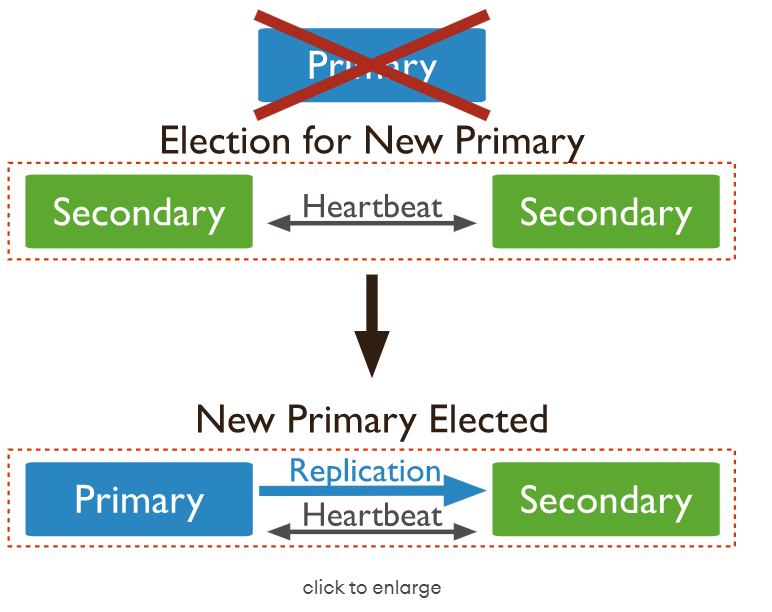 Primary
Election for New Primary
Secondary
Heartbeat
Secondary
New Primary Elected
Primary
Replication
Heartbeat
Secondary
click to enlarge